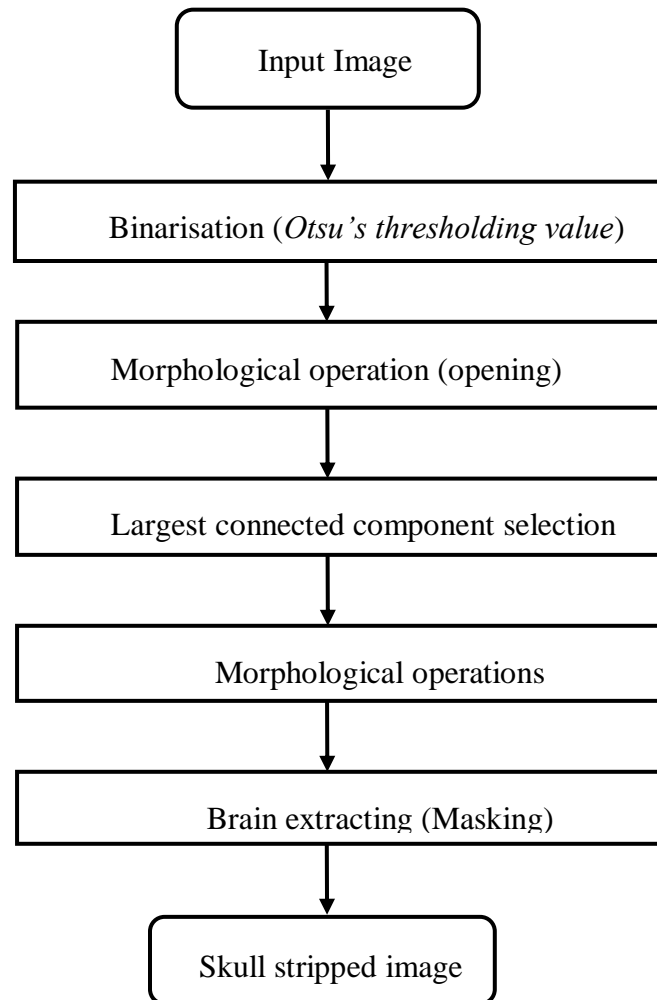 Input Image
Binarisation (Otsu’s thresholding value)
Morphological operation (opening)
Largest connected component selection
Morphological operations
Brain extracting (Masking)
Skull stripped image